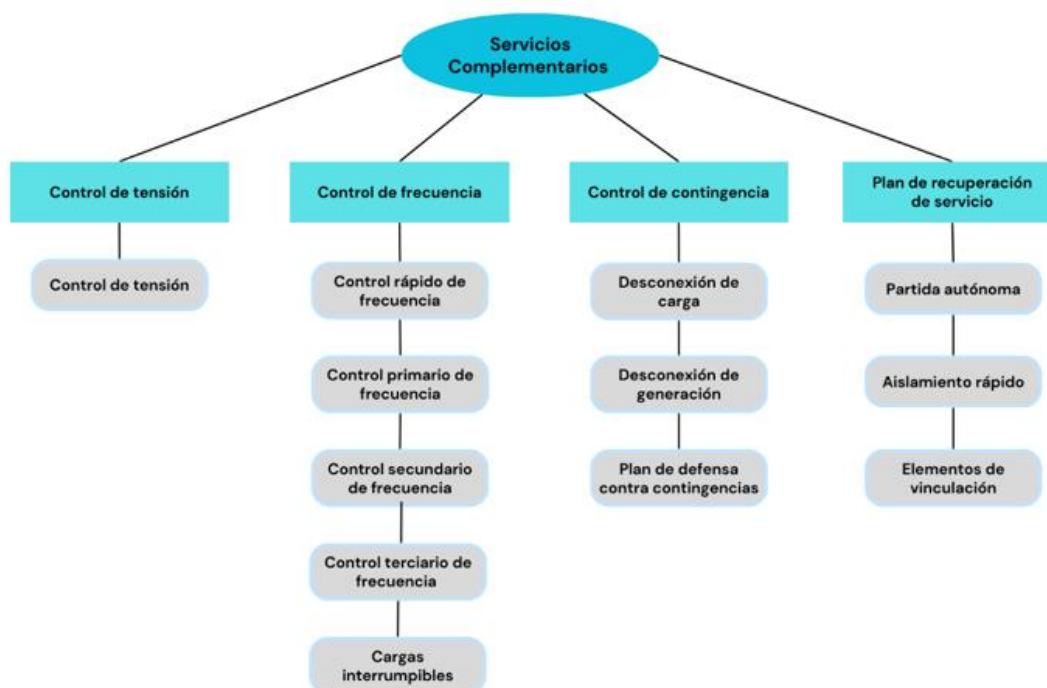 Servicios
Complementarios
Control de tensión
Control de frecuencia
Control de contingencia
Plan de recuperación
de servicio
Control de tensión
Control rápido de
frecuencia
Desconexión de
carga
Partida autónoma
Control primario de
frecuencia
Desconexión de
generación
Aislamiento rápido
Control secundario
de frecuencia
Plan de defensa
contra contingencias
Elementos de
vinculación
Control terciario de
frecuencia
Cargas
interrumpibles